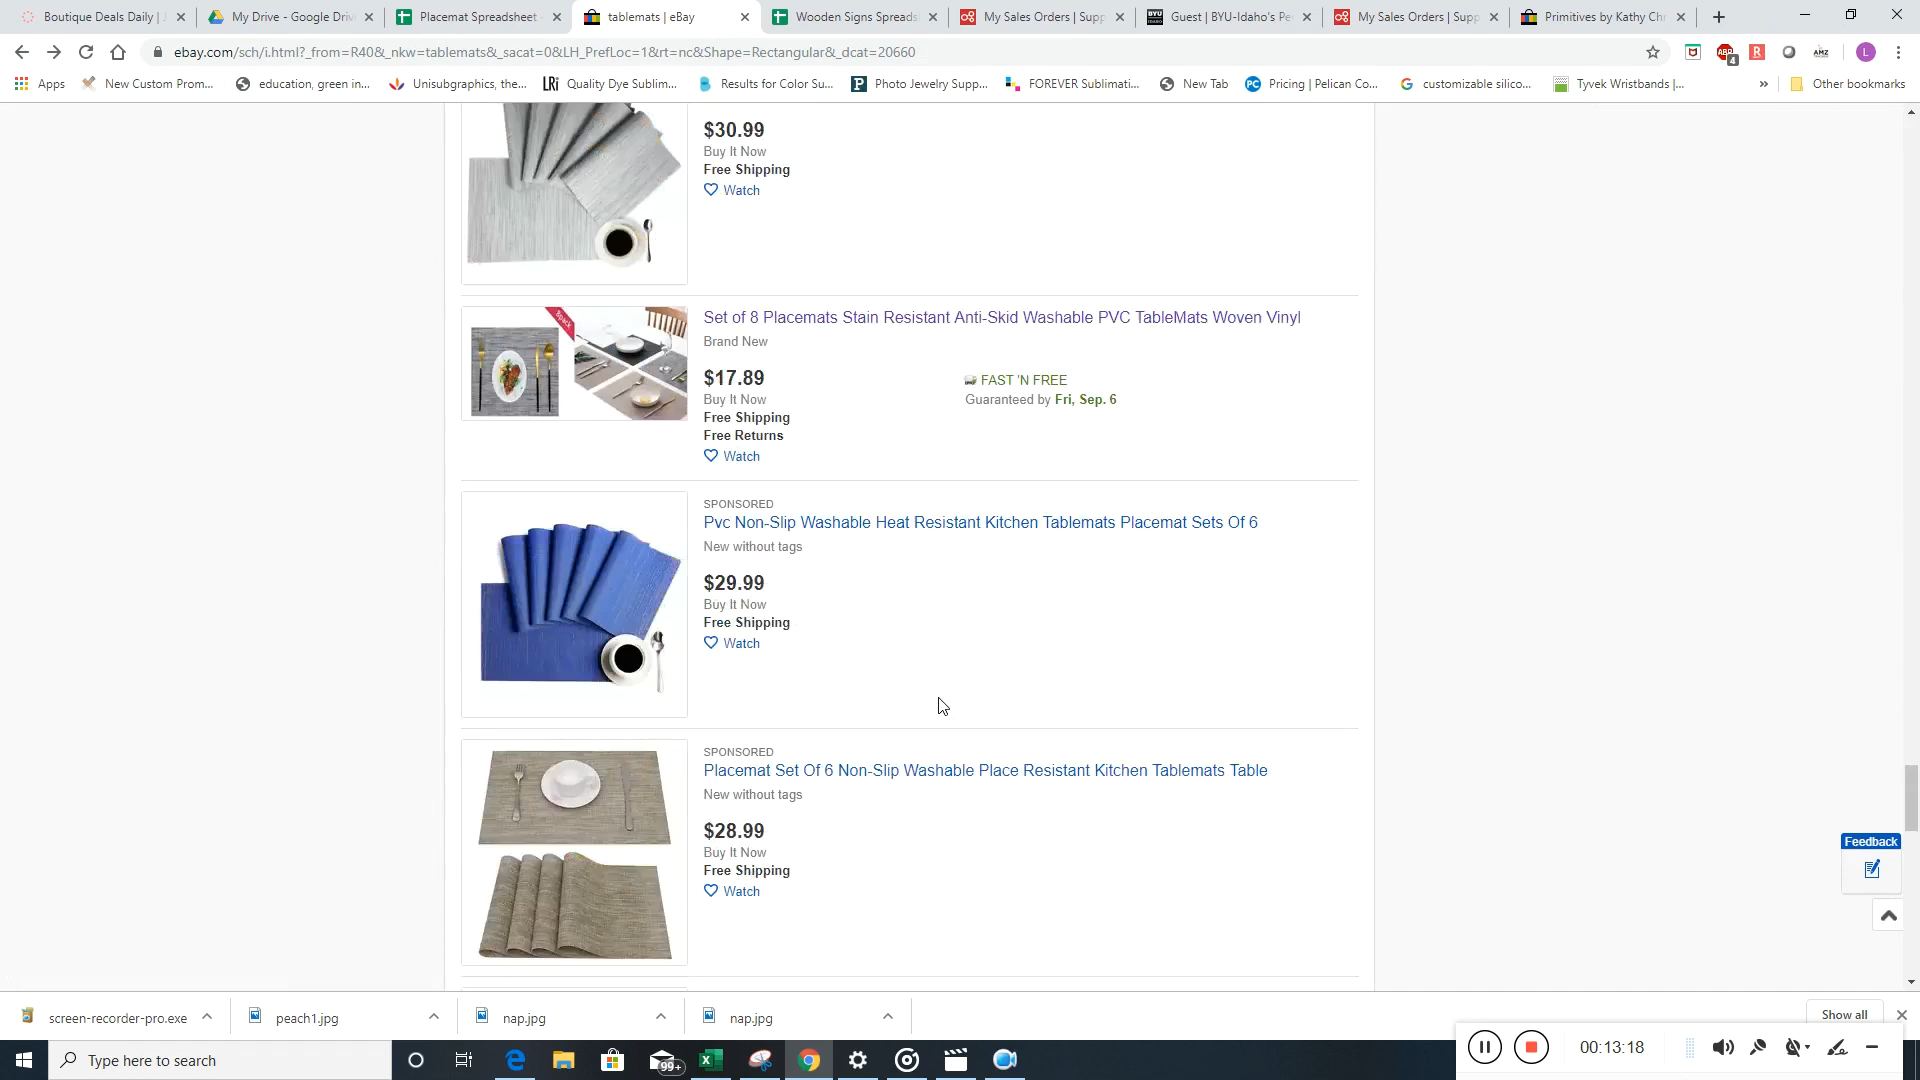 Boutique Deals Daily | J
My Drive - Google Driv
Placemat Spreadsheet -
tablemats | eBay
Wooden Signs Spreads
My Sales Orders | Supp
Guest | BYU-Idaho's Pe
My Sales Orders | Supp
Primitives by Kathy Chr
ebay.com/sch/i.html?_from=R40&_nkw=tablemats&_sacat=0&LH_PrefLoc=1&rt=nc&Shape=Rectangular&_dcat=20660
ABP
4
R
AMZ
L
Apps
New Custom Prom...
education, green in...
Unisubgraphics, the...
LRi
Quality Dye Sublim...
Results for Color Su...
P
Photo Jewelry Supp...
FOREVER Sublimati...
New Tab
PC
Pricing | Pelican Co...
G
customizable silico...
Tyvek Wristbands |...
»
Other bookmarks
$30.99
Buy It Now
Free Shipping
Watch
Set of 8 Placemats Stain Resistant Anti-Skid Washable PVC TableMats Woven Vinyl
Brand New
$17.89
Buy It Now
Free Shipping
Free Returns
Watch
FAST 'N FREE
Guaranteed by Fri, Sep. 6
SPONSORED
Pvc Non-Slip Washable Heat Resistant Kitchen Tablemats Placemat Sets Of 6
New without tags
$29.99
Buy It Now
Free Shipping
Watch
SPONSORED
Placemat Set Of 6 Non-Slip Washable Place Resistant Kitchen Tablemats Table
New without tags
$28.99
Buy It Now
Free Shipping
Watch
Feedback
screen-recorder-pro.exe
peach1.jpg
nap.jpg
nap.jpg
Show all
Type here to search
99+
00:13:18